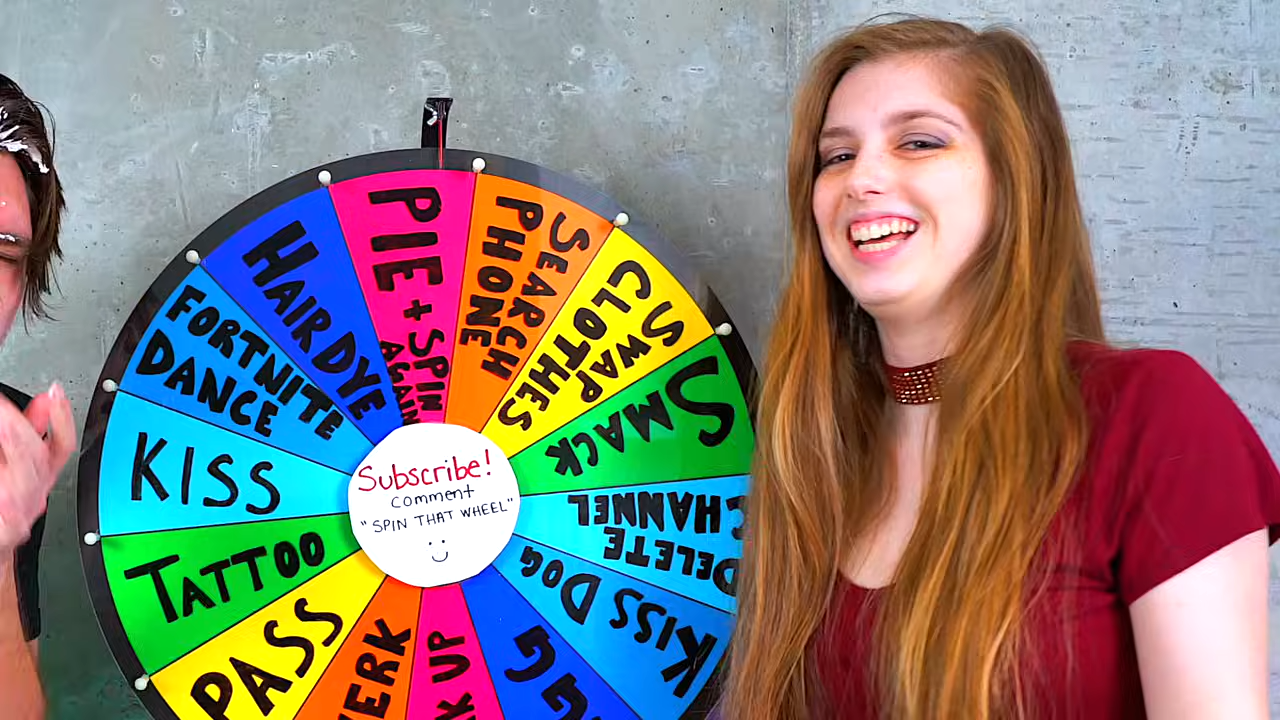 PIE + SPIN
AGAIN
SEARCH
PHONE
SWAP
CLOTHES
SMACK
DELETE
CHANNEL
KISS DOG
EGG
PASS
TATTOO
KISS
FORTNITE
DANCE
HAIR DYE
Subscribe!
comment
"SPIN THAT WHEEL"